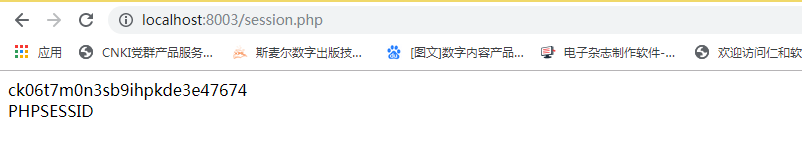 localhost:8003/session.php
应用 CNKI党群产品服务... 斯麦尔数字出版技... [图文]数字内容产品... 电子杂志制作软件-... 欢迎访问仁和软
ck06t7m0n3sb9ihpkde3e47674
PHPSESSID